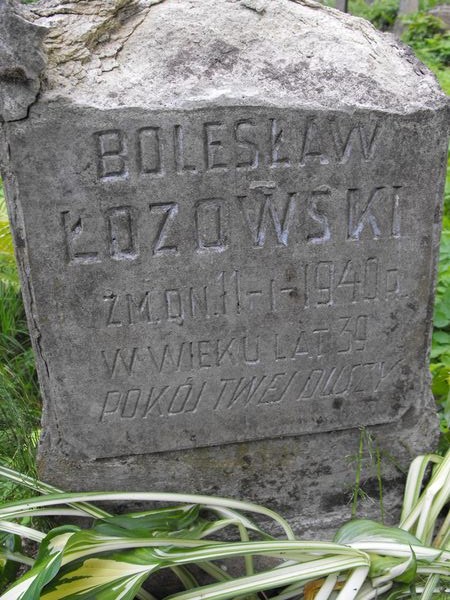 BOLESŁAW
ŁOZOWSKI
ZM. DN. 11-I-1940 R.
W WIEKU LAT 39
POKÓJ TWEJ DUSZY